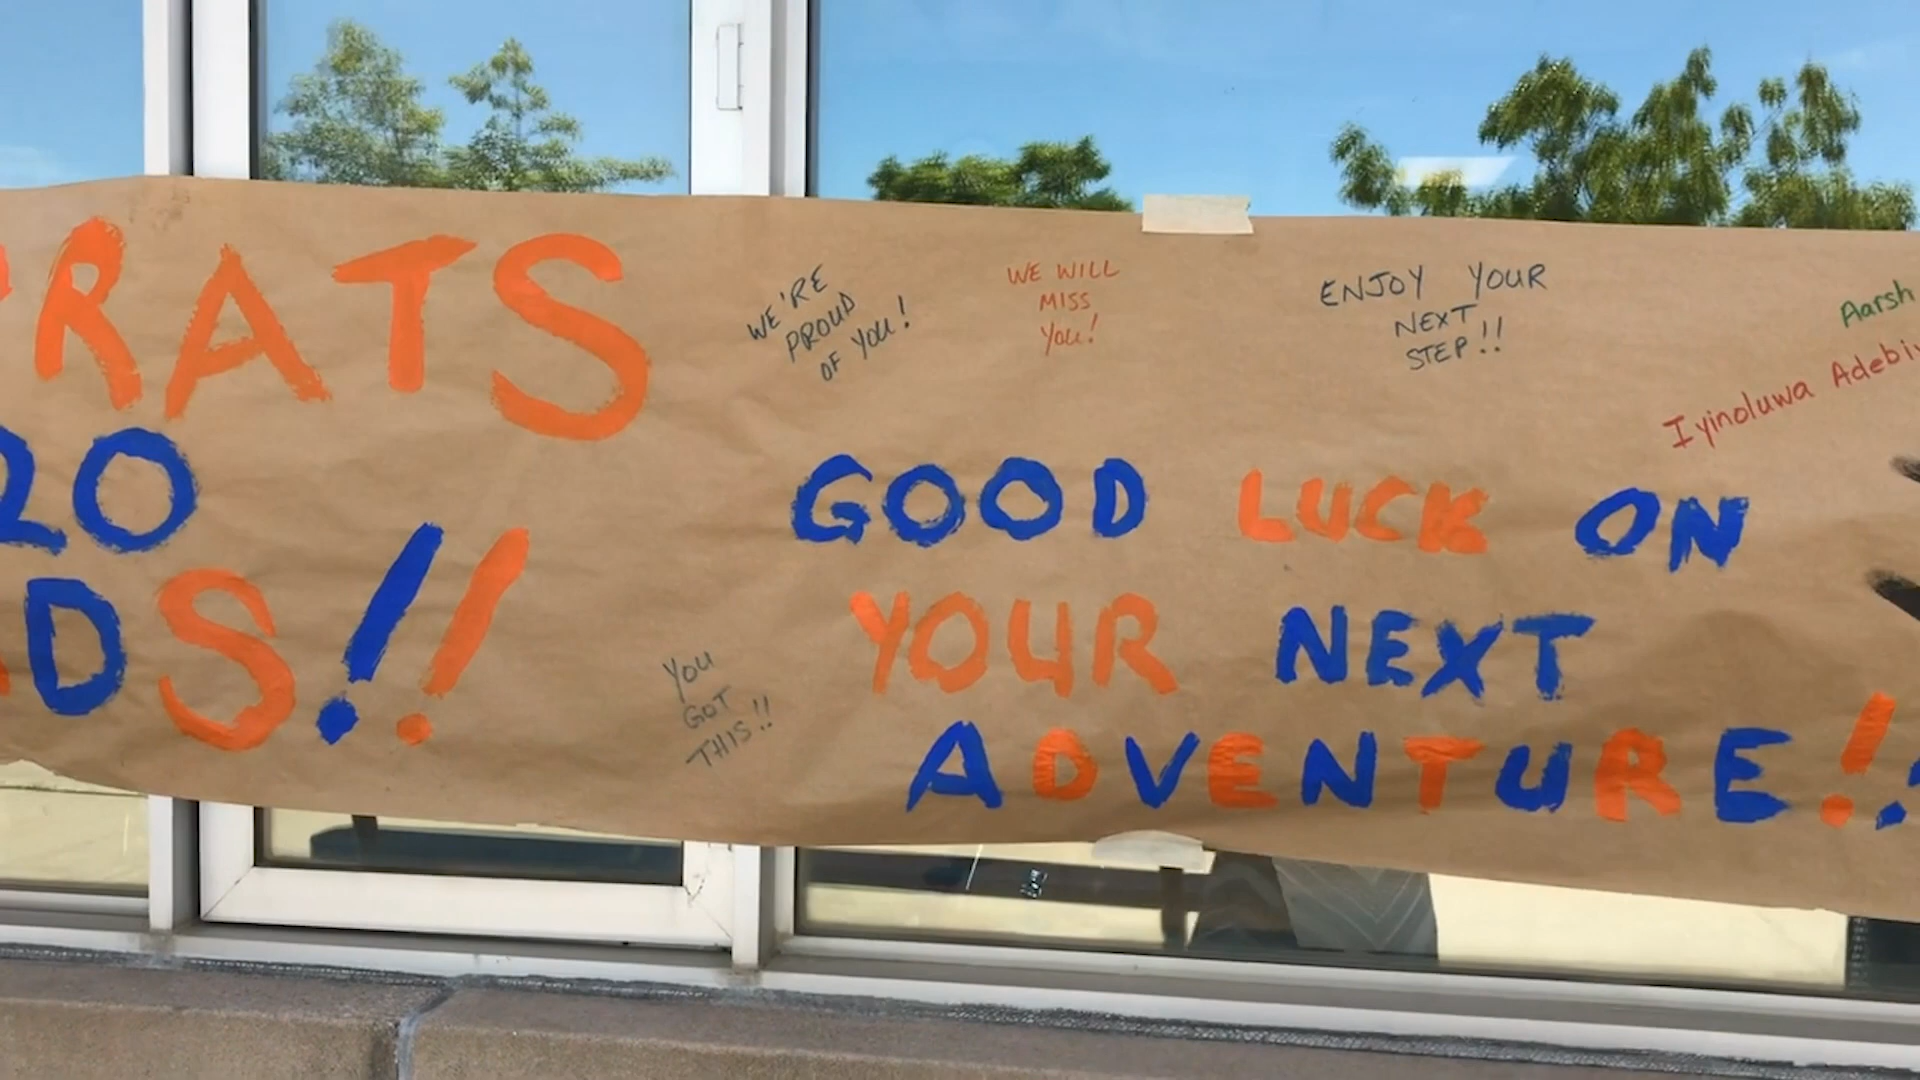 RATS
20
DS!!
WE'RE
PROUD
OF YOU!
WE WILL
MISS
YOU!
ENJOY YOUR
NEXT
STEP!!
Aarsh
Iyinoluwa
GOOD LUCK ON
YOUR NEXT
ADVENTURE!!
YOU
GOT
THIS!!